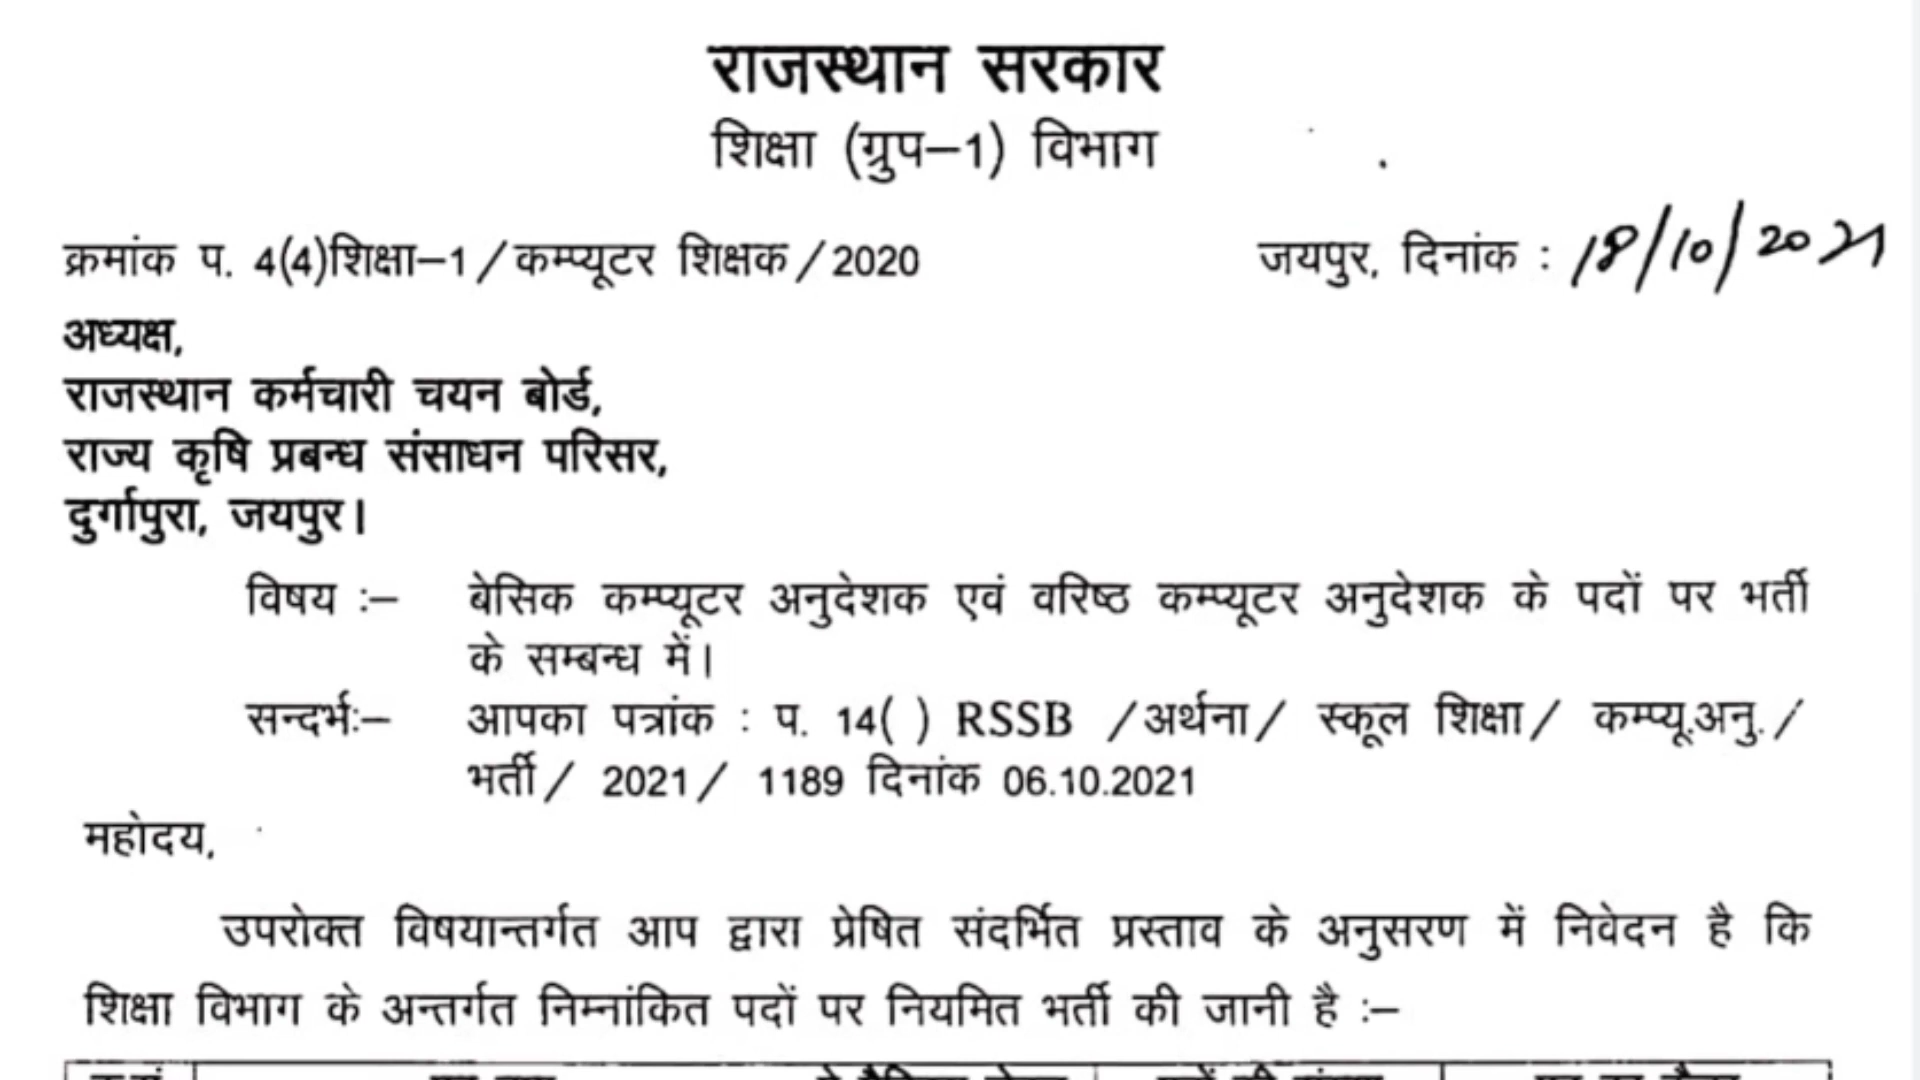 राजस्थान सरकार
शिक्षा (ग्रुप–1) विभाग
क्रमांक प. 4(4)शिक्षा–1/कम्प्यूटर शिक्षक/2020 जयपुर, दिनांक : 18/10/2021
अध्यक्ष,
राजस्थान कर्मचारी चयन बोर्ड,
राज्य कृषि प्रबन्ध संसाधन परिसर,
दुर्गापुरा, जयपुर।
विषय :– बेसिक कम्प्यूटर अनुदेशक एवं वरिष्ठ कम्प्यूटर अनुदेशक के पदों पर भर्ती
के सम्बन्ध में।
सन्दर्भः– आपका पत्रांक : प. 14( ) RSSB /अर्थना/ स्कूल शिक्षा/ कम्प्यू.अनु./
भर्ती/ 2021/ 1189 दिनांक 06.10.2021
महोदय,
उपरोक्त विषयान्तर्गत आप द्वारा प्रेषित संदर्भित प्रस्ताव के अनुसरण में निवेदन है कि
शिक्षा विभाग के अन्तर्गत निम्नांकित पदों पर नियमित भर्ती की जानी है :–